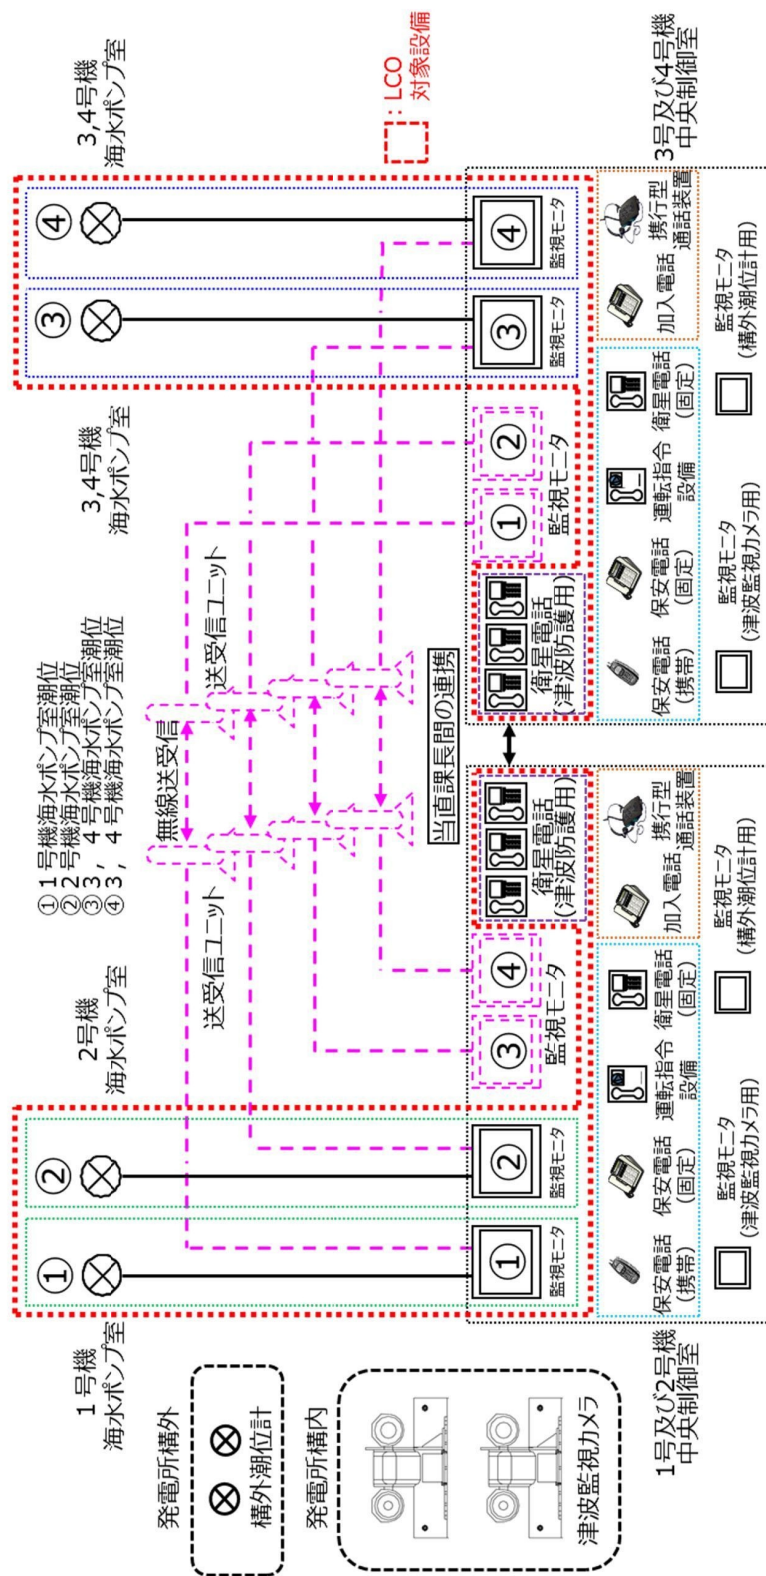 ①１号機海水ポンプ室潮位
②２号機海水ポンプ室潮位
③３，４号機海水ポンプ室潮位
④３，４号機海水ポンプ室潮位
１号機
海水ポンプ室
2号機
海水ポンプ室
3,4号機
海水ポンプ室
3,4号機
海水ポンプ室
①
②
③
④
：LCO
対象設備
発電所構外
構外潮位計
発電所構内
津波監視カメラ
無線送受信
送受信ユニット
送受信ユニット
当直課長間の連携
①
監視モニタ
②
監視モニタ
③
④
監視モニタ
衛星電話
(津波防護用)
衛星電話
(津波防護用)
①
②
監視モニタ
③
監視モニタ
④
監視モニタ
1号及び2号機
中央制御室
保安電話
(携帯)
保安電話
(固定)
運転指令
設備
衛星電話
(固定)
加入電話
携行型
通話装置
監視モニタ
(津波監視カメラ用)
監視モニタ
(構外潮位計用)
保安電話
(携帯)
保安電話
(固定)
運転指令
設備
衛星電話
(固定)
加入電話
携行型
通話装置
監視モニタ
(津波監視カメラ用)
監視モニタ
(構外潮位計用)
3号及び4号機
中央制御室